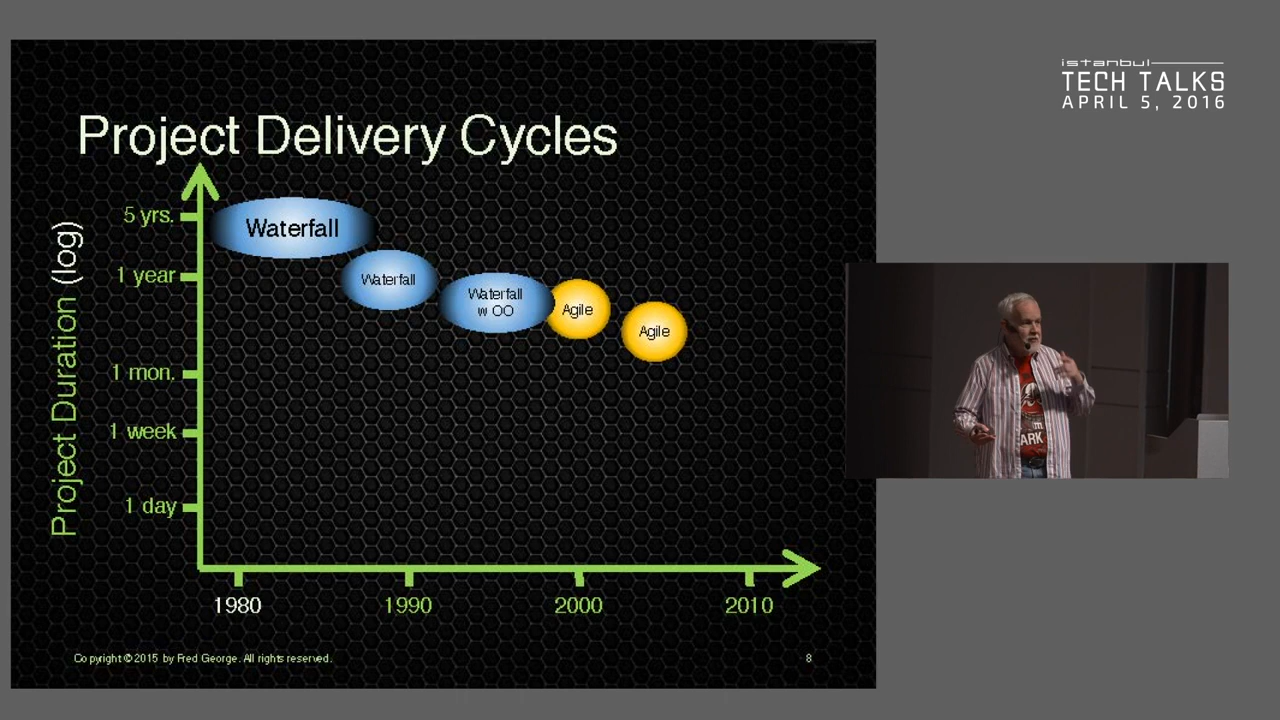 istanbul
TECH TALKS
APRIL 5, 2016
Project Delivery Cycles
Project Duration (log)
5 yrs.
1 year
1 mon.
1 week
1 day
Waterfall
Waterfall
Waterfall
w OO
Agile
Agile
1980
1990
2000
2010
Copyright © 2015 by Fred George. All rights reserved.
8
ARK